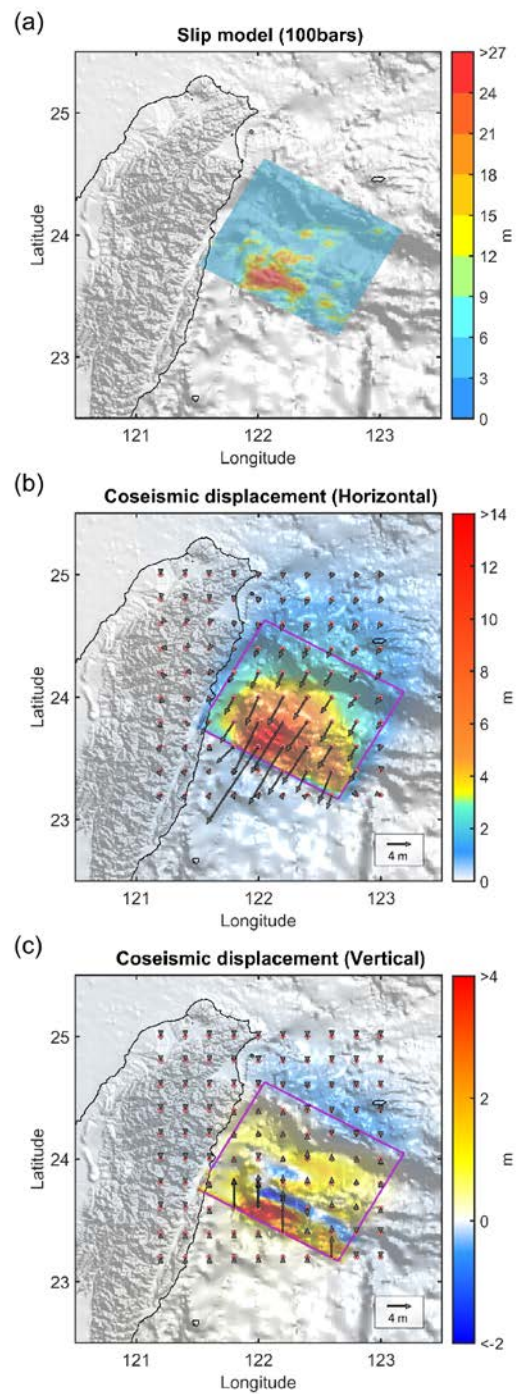 (a)
Slip model (100bars)
25
24
23
Latitude
121 122 123
Longitude
>27
24
21
18
15
12
9
6
3
0
m
(b)
Coseismic displacement (Horizontal)
25
24
23
Latitude
4 m
121 122 123
Longitude
>14
12
10
8
6
4
2
0
m
(c)
Coseismic displacement (Vertical)
25
24
23
Latitude
4 m
121 122 123
Longitude
>4
2
0
<-2
m